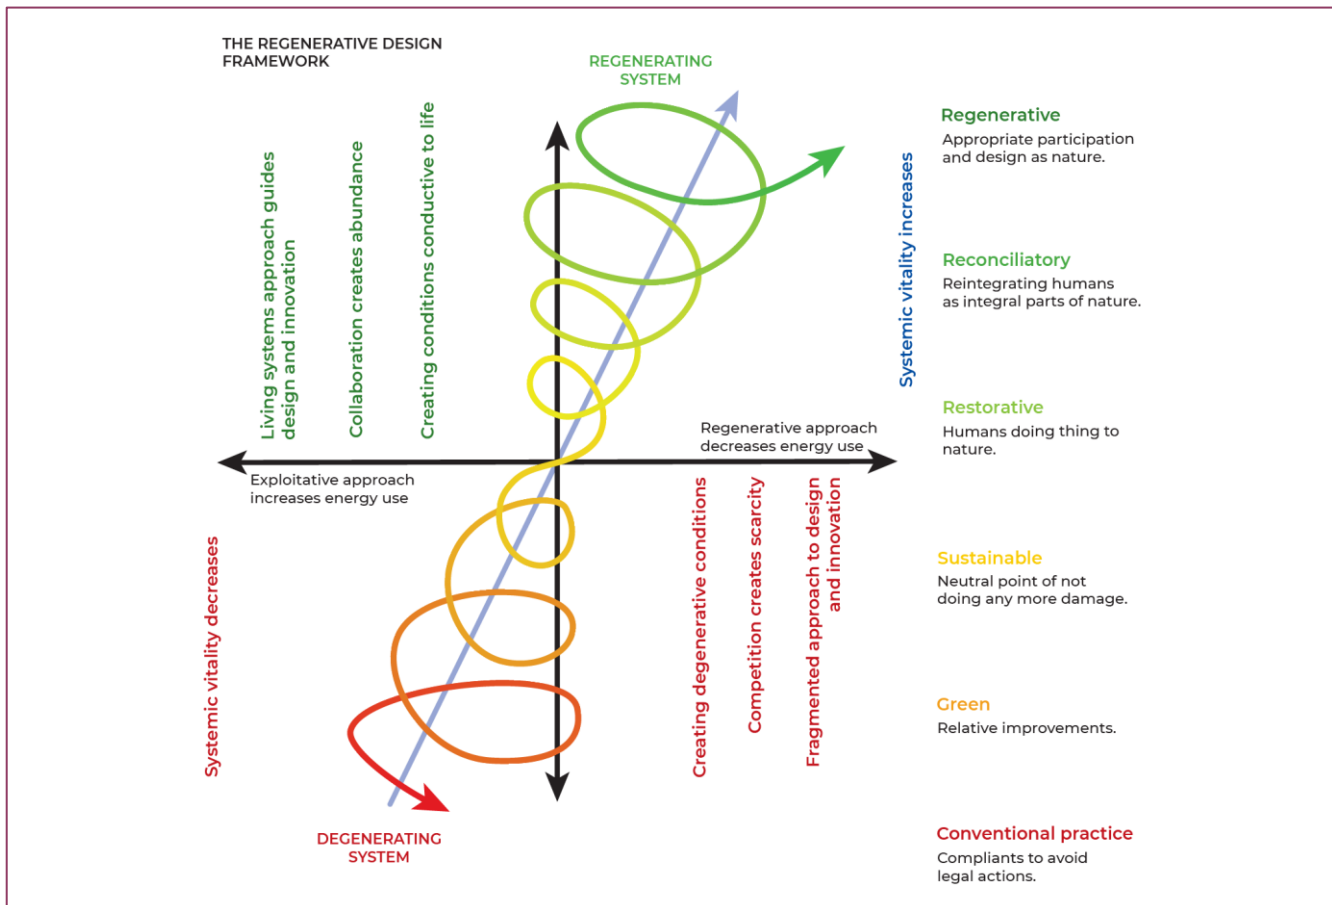 THE REGENERATIVE DESIGN
FRAMEWORK
REGENERATING
SYSTEM
Living systems approach guides
design and innovation
Collaboration creates abundance
Creating conditions conductive to life
Systemic vitality increases
Regenerative approach
decreases energy use
Exploitative approach
increases energy use
Systemic vitality decreases
Creating degenerative conditions
Competition creates scarcity
Fragmented approach to design
and innovation
DEGENERATING
SYSTEM
Regenerative
Appropriate participation
and design as nature.
Reconciliatory
Reintegrating humans
as integral parts of nature.
Restorative
Humans doing thing to
nature.
Sustainable
Neutral point of not
doing any more damage.
Green
Relative improvements.
Conventional practice
Compliants to avoid
legal actions.